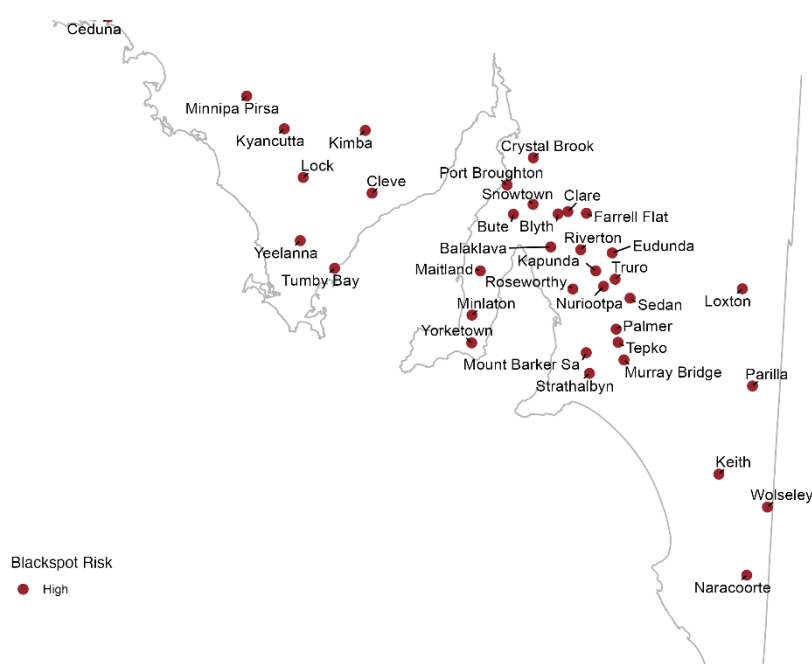 Ceduna
Minnipa Pirsa
Kyancutta
Kimba
Crystal Brook
Lock
Port Broughton
Cleve
Snowtown
Clare
Farrell Flat
Bute
Blyth
Riverton
Balaklava
Eudunda
Yeelanna
Kapunda
Truro
Maitland
Tumby Bay
Roseworthy
Loxton
Minlaton
Nuriootpa
Sedan
Yorketown
Palmer
Tepko
Mount Barker Sa
Murray Bridge
Parilla
Strathalbyn
Keith
Wolseley
Blackspot Risk
High
Naracoorte